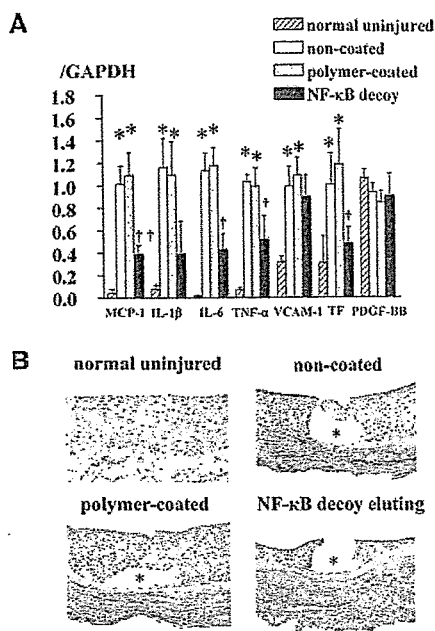 A
normal uninjured
non-coated
polymer-coated
NF-κB decoy
/GAPDH
1.8
1.6
1.4
1.2
1.0
0.8
0.6
0.4
0.2
0.0
* * * * * * * * * * * *
† † † † †
MCP-1 IL-1β IL-6 TNF-α VCAM-1 TF PDGF-BB
B
normal uninjured non-coated
*
polymer-coated NF-κB decoy eluting
* *